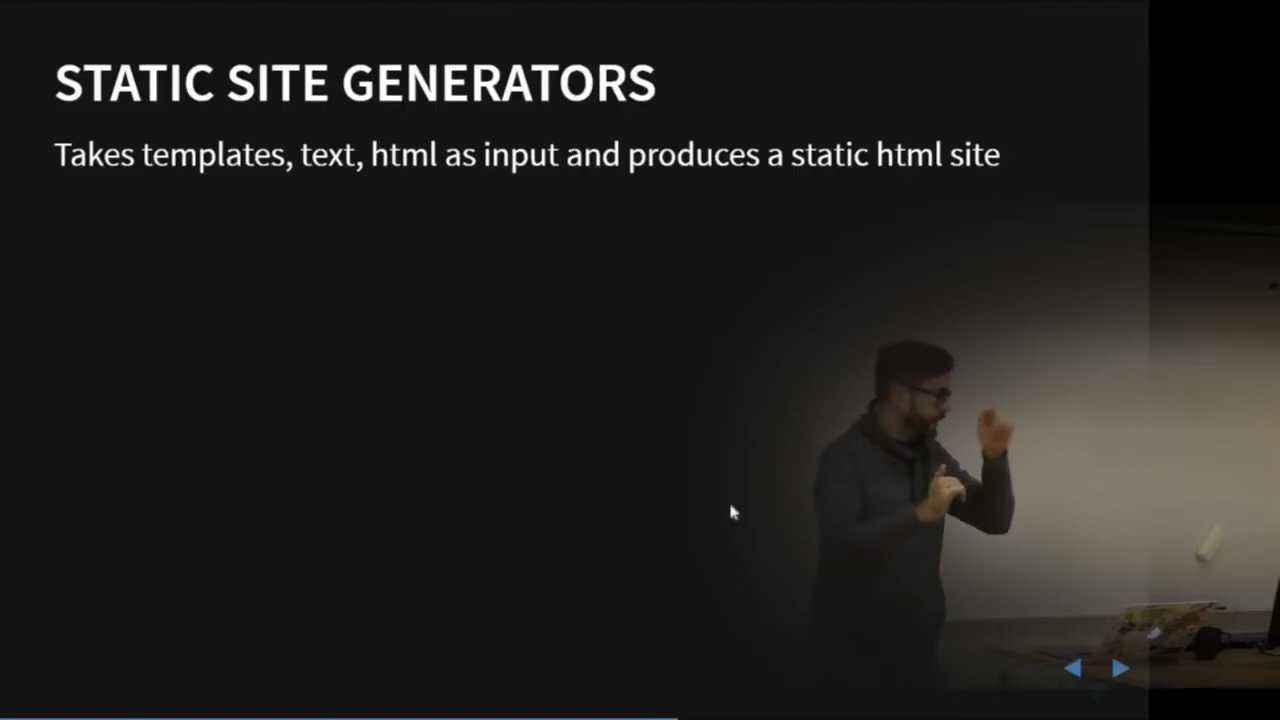 STATIC SITE GENERATORS
Takes templates, text, html as input and produces a static html site